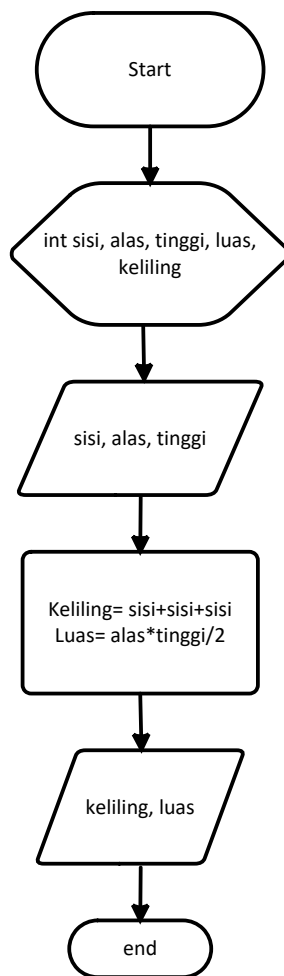 Start
int sisi, alas, tinggi, luas,
keliling
sisi, alas, tinggi
Keliling= sisi+sisi+sisi
Luas= alas*tinggi/2
keliling, luas
end